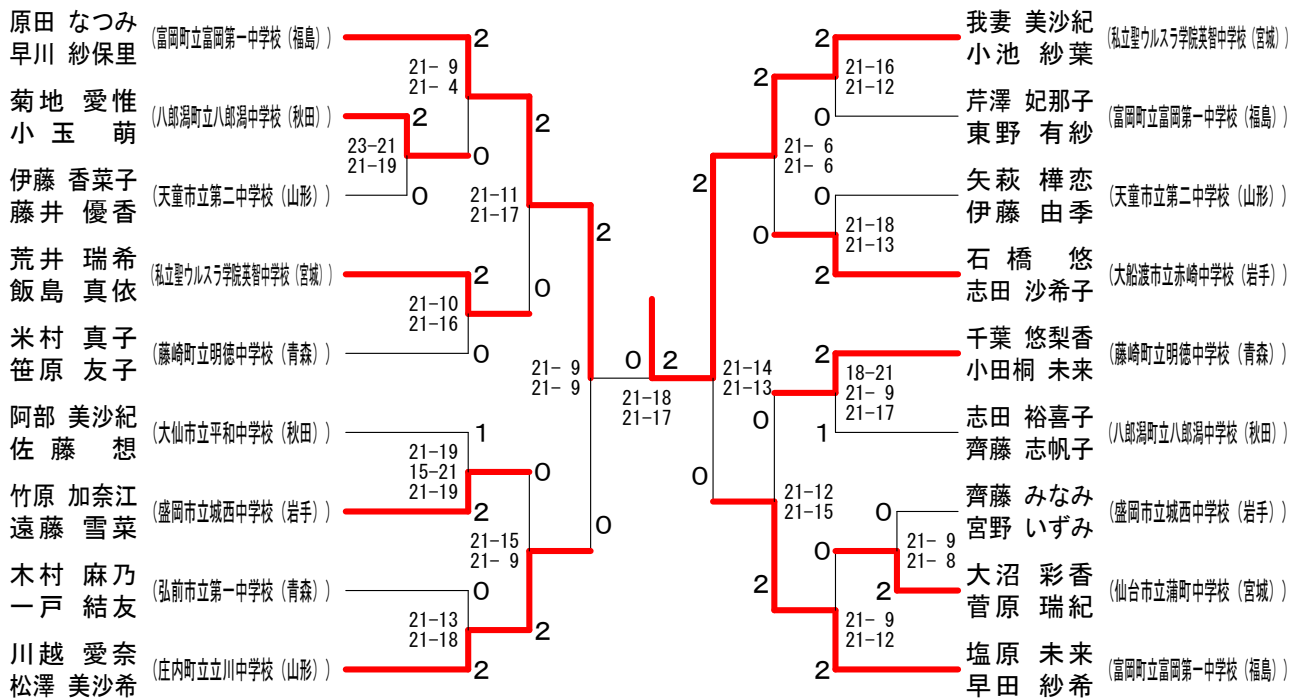 原田 なつみ
早川 紗保里
(富岡町立富岡第一中学校（福島）)
2
21- 9
21- 4
菊地 愛惟
小玉 萌
(八郎潟町立八郎潟中学校（秋田）)
2
2
23-21
21-19
0
伊藤 香菜子
藤井 優香
(天童市立第二中学校（山形）)
0
21-11
21-17
2
荒井 瑞希
飯島 真依
(私立聖ウルスラ学院英智中学校（宮城）)
2
0
21-10
21-16
米村 真子
笹原 友子
(藤崎町立明徳中学校（青森）)
0
21- 9
21- 9
阿部 美沙紀
佐藤 想
(大仙市立平和中学校（秋田）)
1
21-19
15-21
21-19
0
竹原 加奈江
遠藤 雪菜
(盛岡市立城西中学校（岩手）)
2
0
21-15
21- 9
木村 麻乃
一戸 結友
(弘前市立第一中学校（青森）)
0
21-13
21-18
2
川越 愛奈
松澤 美沙希
(庄内町立立川中学校（山形）)
2
0
2
21-18
21-17
2
我妻 美沙紀
小池 紗葉
(私立聖ウルスラ学院英智中学校（宮城）)
2
21-16
21-12
0
芹澤 妃那子
東野 有紗
(富岡町立富岡第一中学校（福島）)
21- 6
21- 6
2
0
矢萩 樺恋
伊藤 由季
(天童市立第二中学校（山形）)
21-18
21-13
0
2
石橋 悠
志田 沙希子
(大船渡市立赤崎中学校（岩手）)
21-14
21-13
2
千葉 悠梨香
小田桐 未来
(藤崎町立明徳中学校（青森）)
18-21
21- 9
21-17
0
1
志田 裕喜子
齊藤 志帆子
(八郎潟町立八郎潟中学校（秋田）)
0
21-12
21-15
0
齊藤 みなみ
宮野 いずみ
(盛岡市立城西中学校（岩手）)
0
21- 9
21- 8
2
2
大沼 彩香
菅原 瑞紀
(仙台市立蒲町中学校（宮城）)
21- 9
21-12
2
塩原 未来
早田 紗希
(富岡町立富岡第一中学校（福島）)